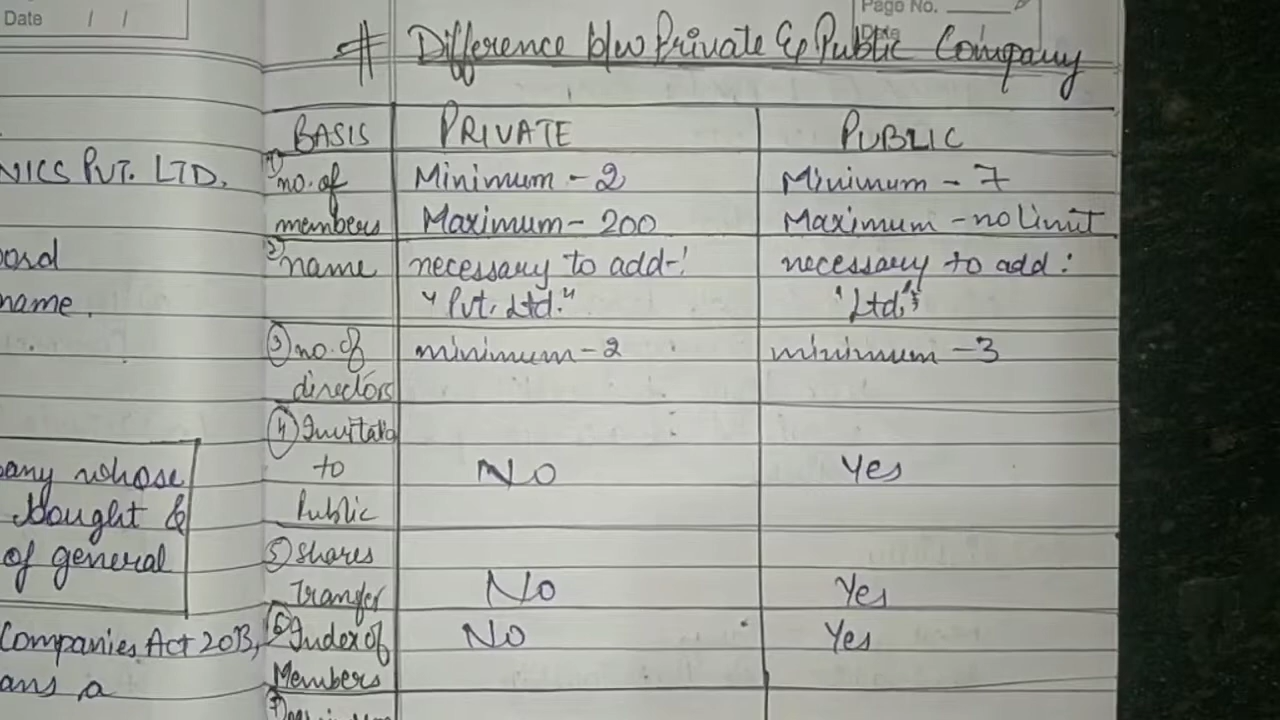 Date / /
Page No.
Date
# Difference b/w Private & Public Company
BASIS PRIVATE PUBLIC
NICS PVT. LTD.
1) no. of Minimum - 2 Minimum - 7
members Maximum - 200 Maximum - no limit
ord
2) name necessary to add-: necessary to add:
name. "Pvt. Ltd." 'Ltd.'
3) no. of minimum - 2 minimum - 3
directors
4)
any whose to No Yes
bought & Public
of general 5) Shares
Transfer No Yes
Companies Act 2013, 6) Index of No Yes
ans a Members
7)